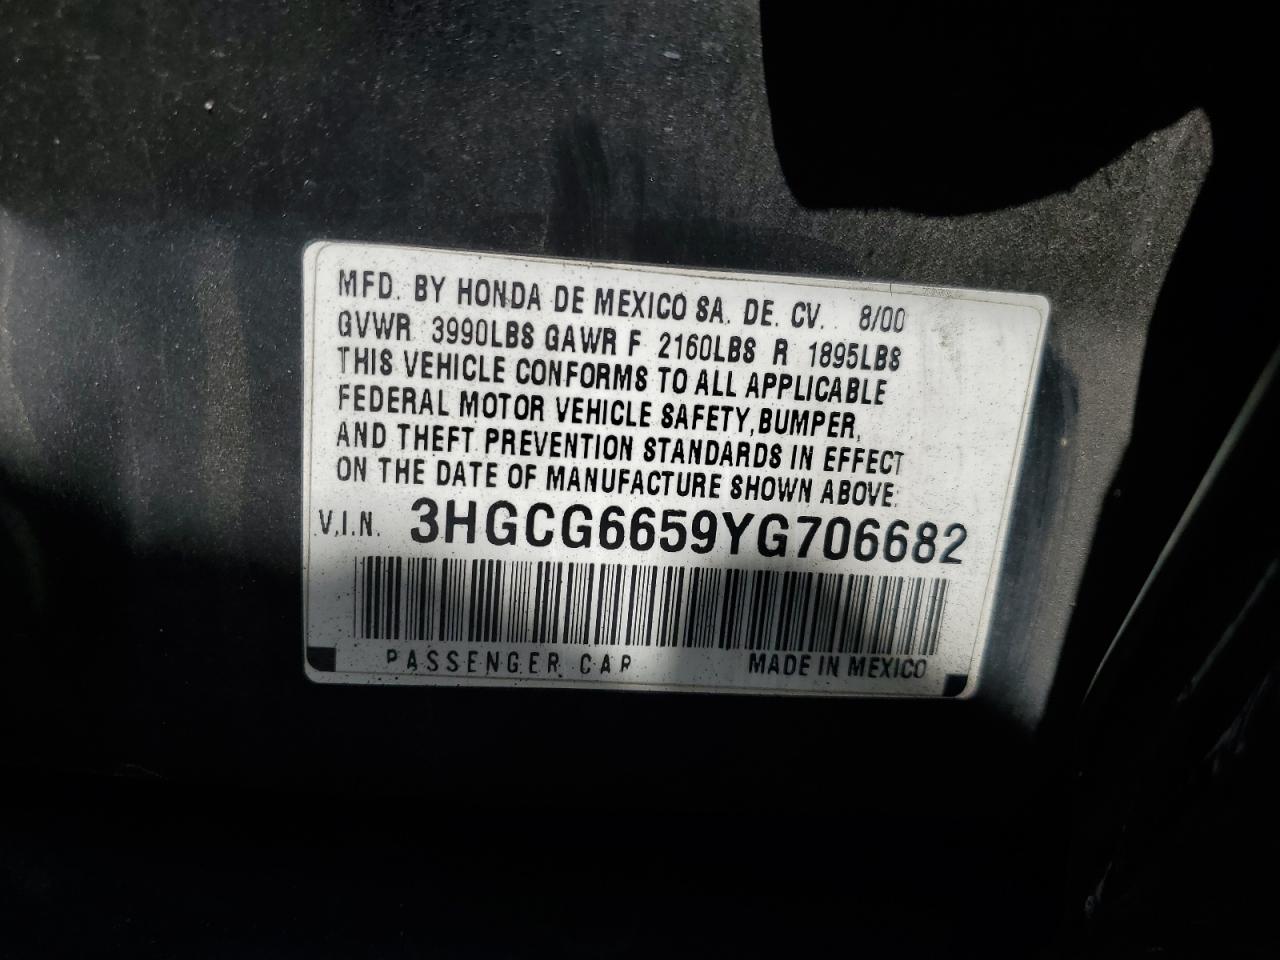 MFD. BY HONDA DE MEXICO SA. DE. CV. 8/00
GVWR 3990LBS GAWR F 2160LBS R 1895LBS
THIS VEHICLE CONFORMS TO ALL APPLICABLE
FEDERAL MOTOR VEHICLE SAFETY, BUMPER,
AND THEFT PREVENTION STANDARDS IN EFFECT
ON THE DATE OF MANUFACTURE SHOWN ABOVE.
V.I.N. 3HGCG6659YG706682
PASSENGER CAR MADE IN MEXICO